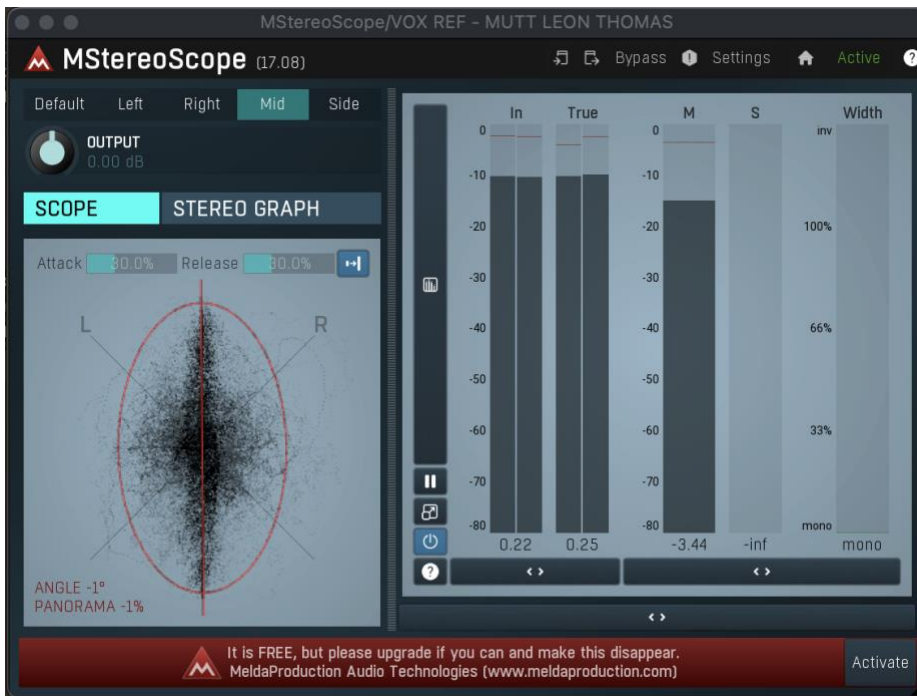 MStereoScope/VOX REF - MUTT LEON THOMAS
MStereoScope (17.08)
Bypass
Settings
Active
?
Default Left Right Mid Side
OUTPUT
0.00 dB
SCOPE
STEREO GRAPH
Attack 30.0% Release 30.0%
L R
ANGLE -1°
PANORAMA -1%
In True M S Width
0 0 inv
-10 -10
-20 -20 100%
-30 -30
-40 -40 66%
-50 -50
-60 -60 33%
-70 -70
-80 -80 mono
0.22 0.25 -3.44 -inf mono
?
It is FREE, but please upgrade if you can and make this disappear.
MeldaProduction Audio Technologies (www.meldaproduction.com)
Activate